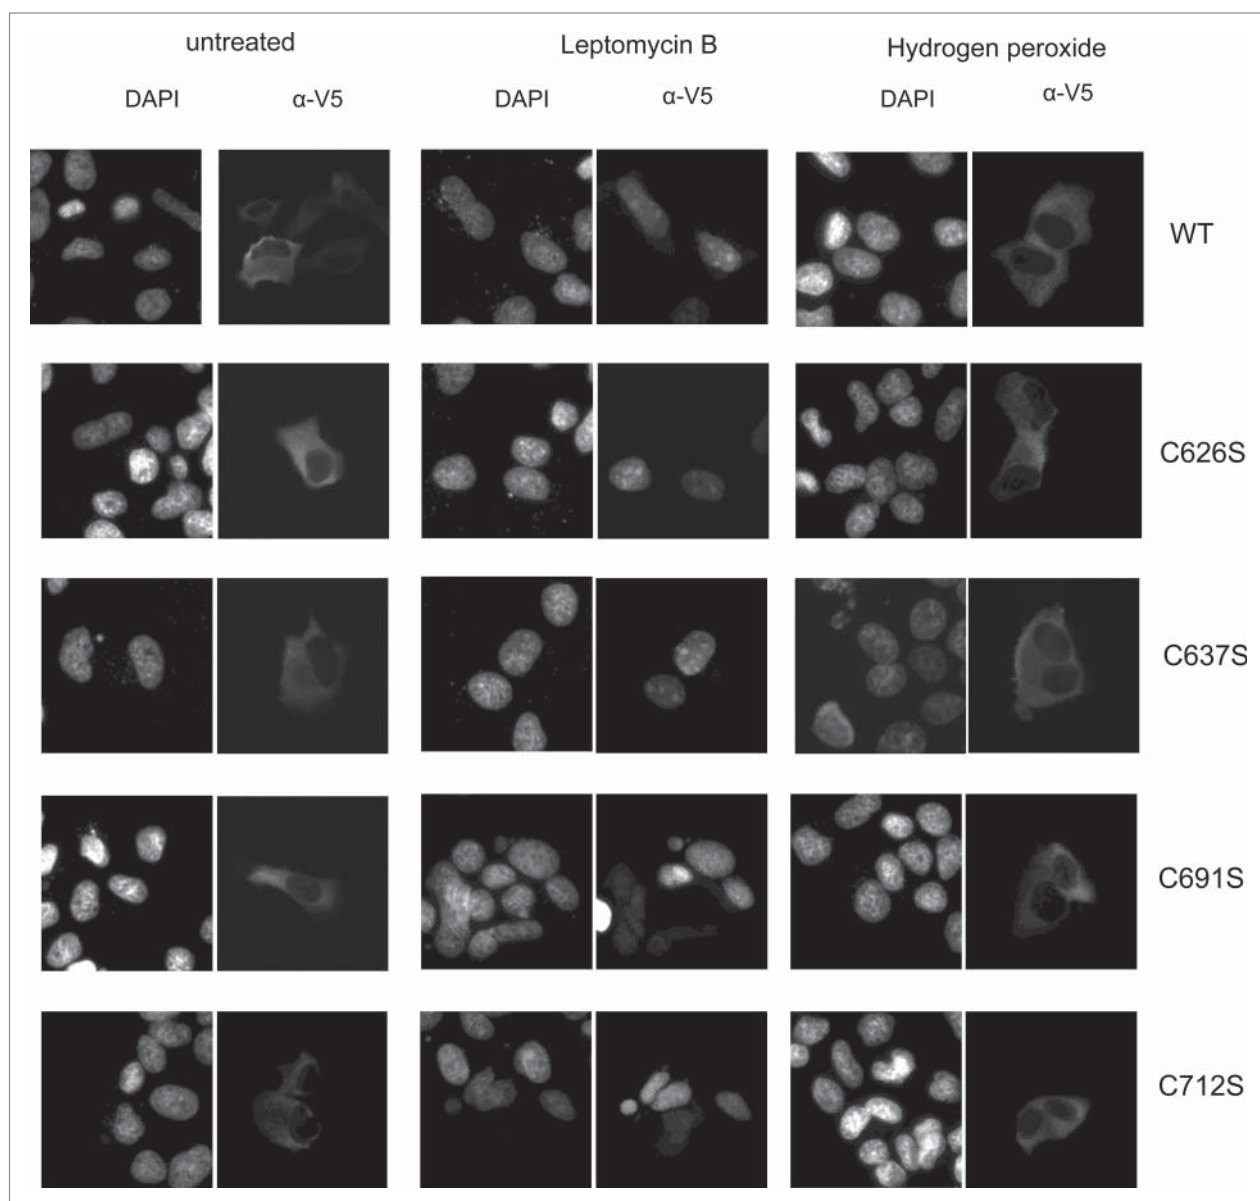 untreated Leptomycin B Hydrogen peroxide
DAPI α-V5 DAPI α-V5 DAPI α-V5
WT
C626S
C637S
C691S
C712S